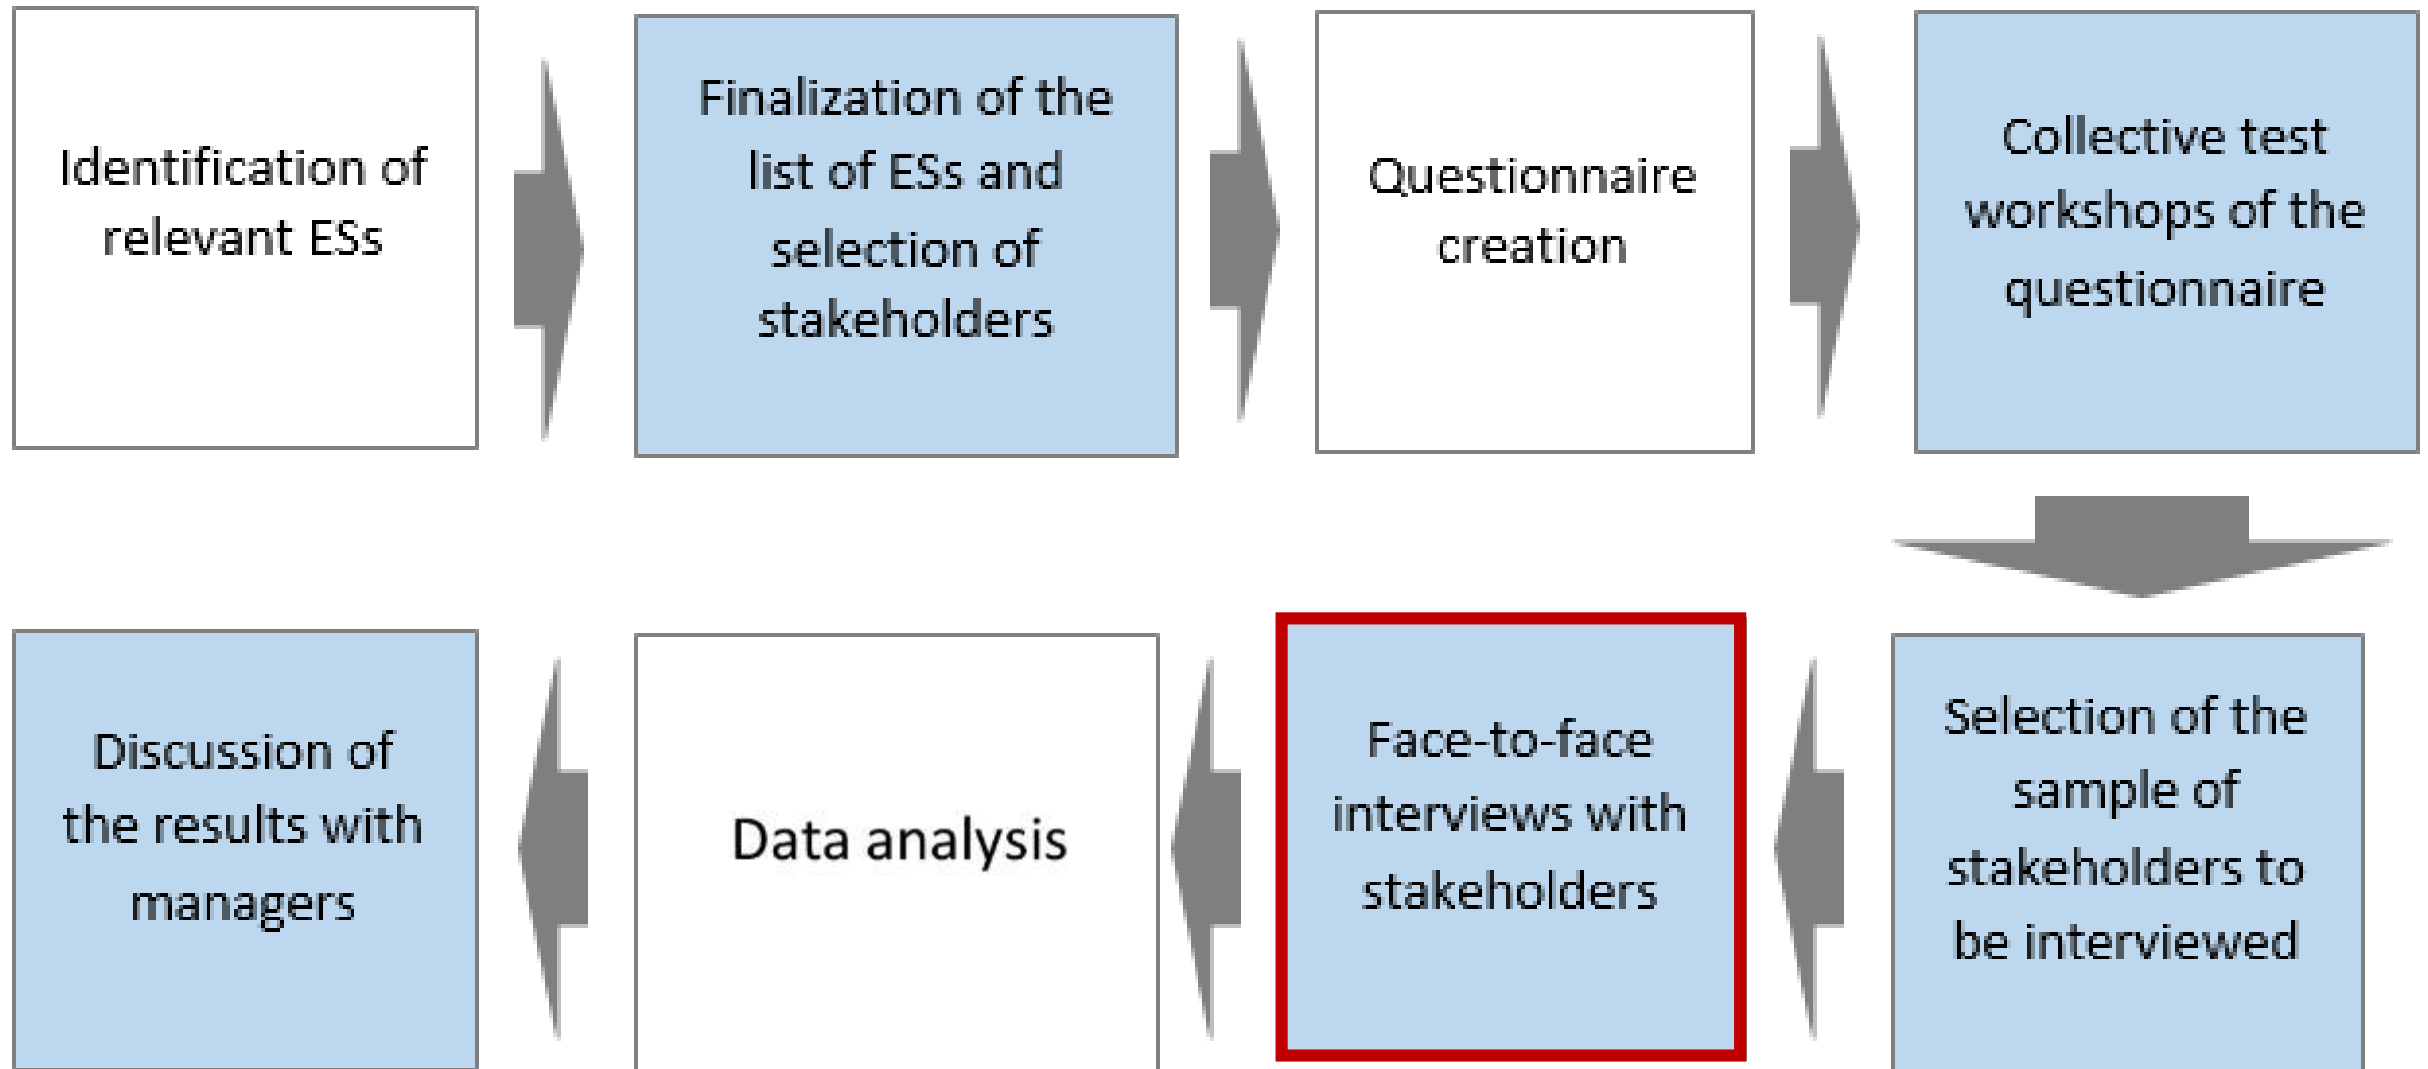 Identification of
relevant ESs
Finalization of the
list of ESs and
selection of
stakeholders
Questionnaire
creation
Collective test
workshops of the
questionnaire
Selection of the
sample of
stakeholders to
be interviewed
Face-to-face
interviews with
stakeholders
Data analysis
Discussion of
the results with
managers